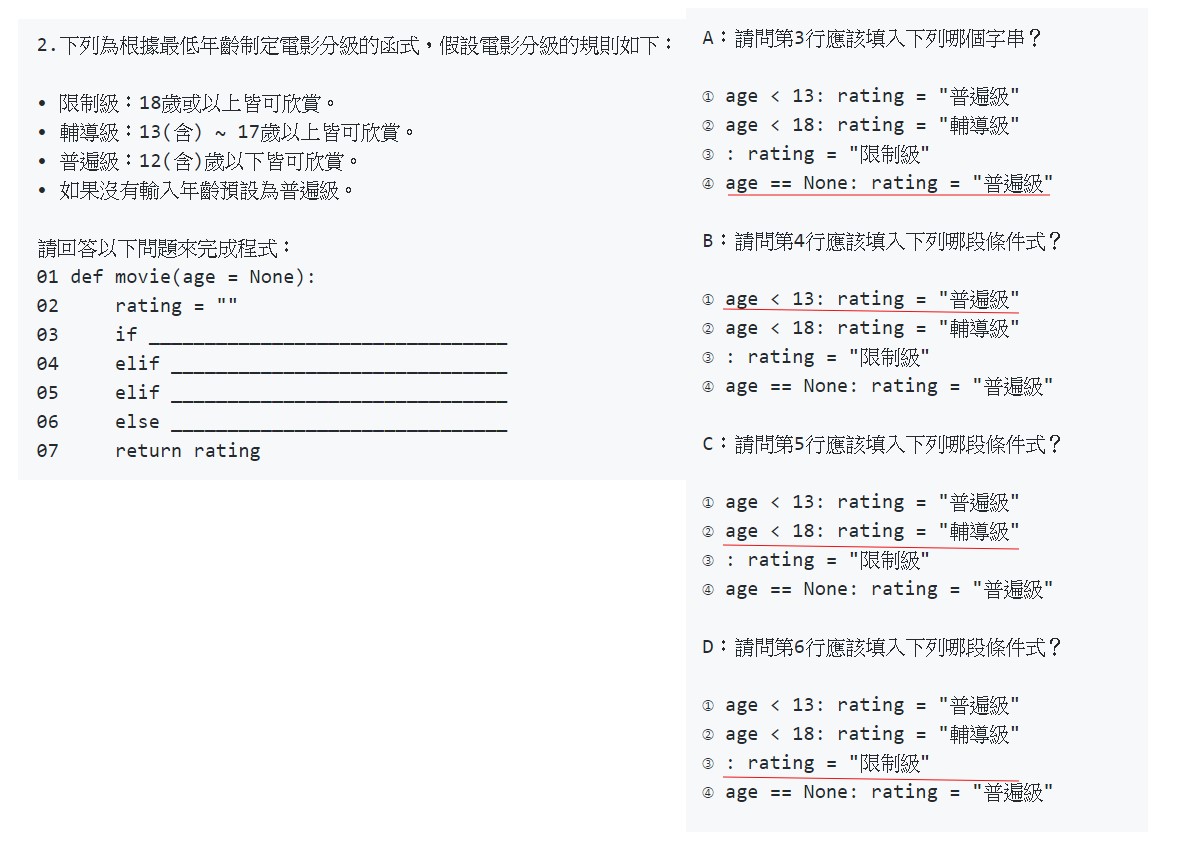 2.下列為根據最低年齡制定電影分級的函式，假設電影分級的規則如下：
• 限制級：18歲或以上皆可欣賞。
• 輔導級：13(含) ~ 17歲以上皆可欣賞。
• 普遍級：12(含)歲以下皆可欣賞。
• 如果沒有輸入年齡預設為普遍級。
請回答以下問題來完成程式：
01 def movie(age = None):
02     rating = ""
03     if ________________________________
04     elif ______________________________
05     elif ______________________________
06     else ______________________________
07     return rating
A：請問第3行應該填入下列哪個字串？
① age < 13: rating = "普遍級"
② age < 18: rating = "輔導級"
③ : rating = "限制級"
④ age == None: rating = "普遍級"
B：請問第4行應該填入下列哪段條件式？
① age < 13: rating = "普遍級"
② age < 18: rating = "輔導級"
③ : rating = "限制級"
④ age == None: rating = "普遍級"
C：請問第5行應該填入下列哪段條件式？
① age < 13: rating = "普遍級"
② age < 18: rating = "輔導級"
③ : rating = "限制級"
④ age == None: rating = "普遍級"
D：請問第6行應該填入下列哪段條件式？
① age < 13: rating = "普遍級"
② age < 18: rating = "輔導級"
③ : rating = "限制級"
④ age == None: rating = "普遍級"